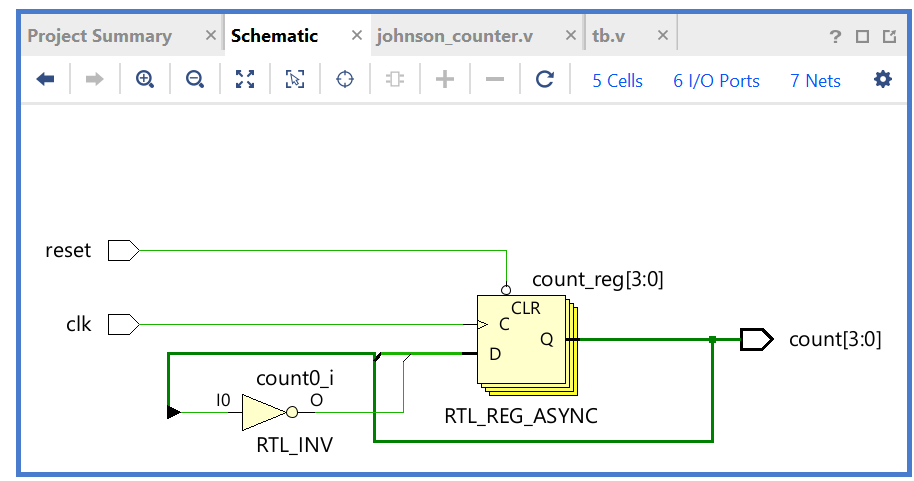 Project Summary × Schematic × johnson_counter.v × tb.v × ?
5 Cells 6 I/O Ports 7 Nets
reset
count_reg[3:0]
CLR
clk
C
Q
count[3:0]
D
count0_i
I0
O
RTL_REG_ASYNC
RTL_INV